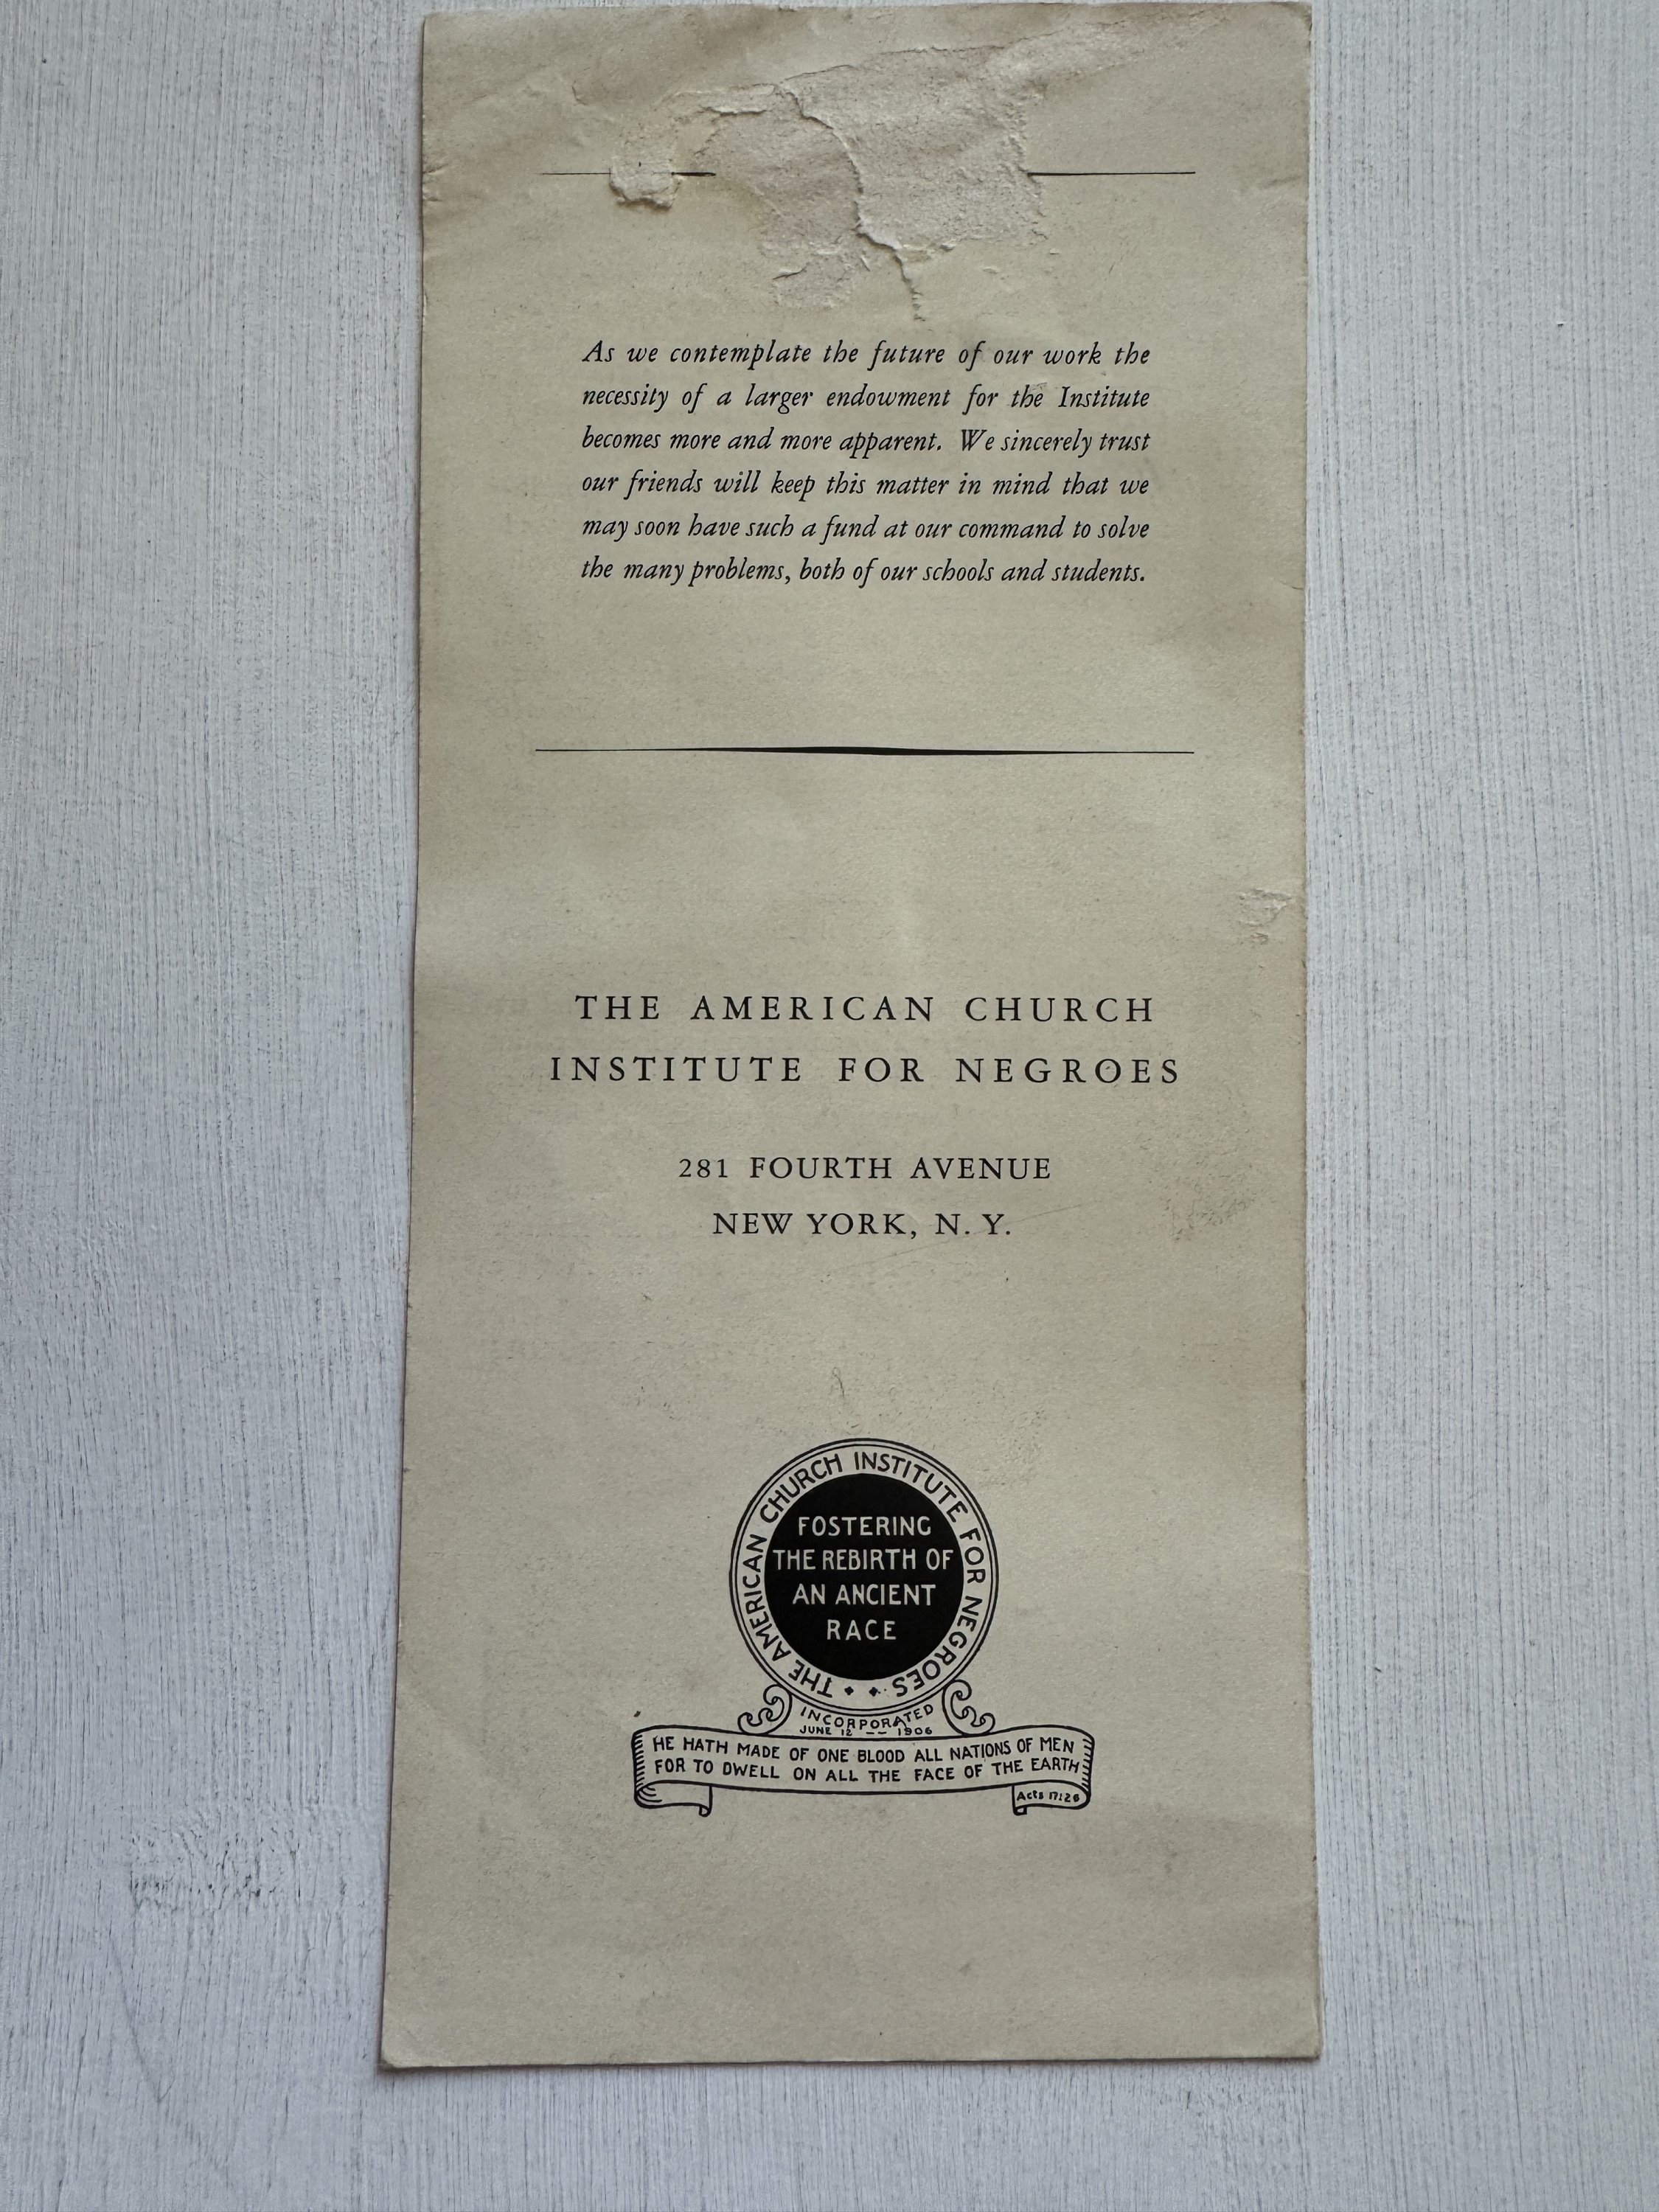 As we contemplate the future of our work the
necessity of a larger endowment for the Institute
becomes more and more apparent. We sincerely trust
our friends will keep this matter in mind that we
may soon have such a fund at our command to solve
the many problems, both of our schools and students.
THE AMERICAN CHURCH
INSTITUTE FOR NEGROES
281 FOURTH AVENUE
NEW YORK, N. Y.
THE AMERICAN CHURCH INSTITUTE FOR NEGROES
FOSTERING
THE REBIRTH OF
AN ANCIENT
RACE
INCORPORATED
JUNE 12 -- 1906
HE HATH MADE OF ONE BLOOD ALL NATIONS OF MEN
FOR TO DWELL ON ALL THE FACE OF THE EARTH
Acts 17:26